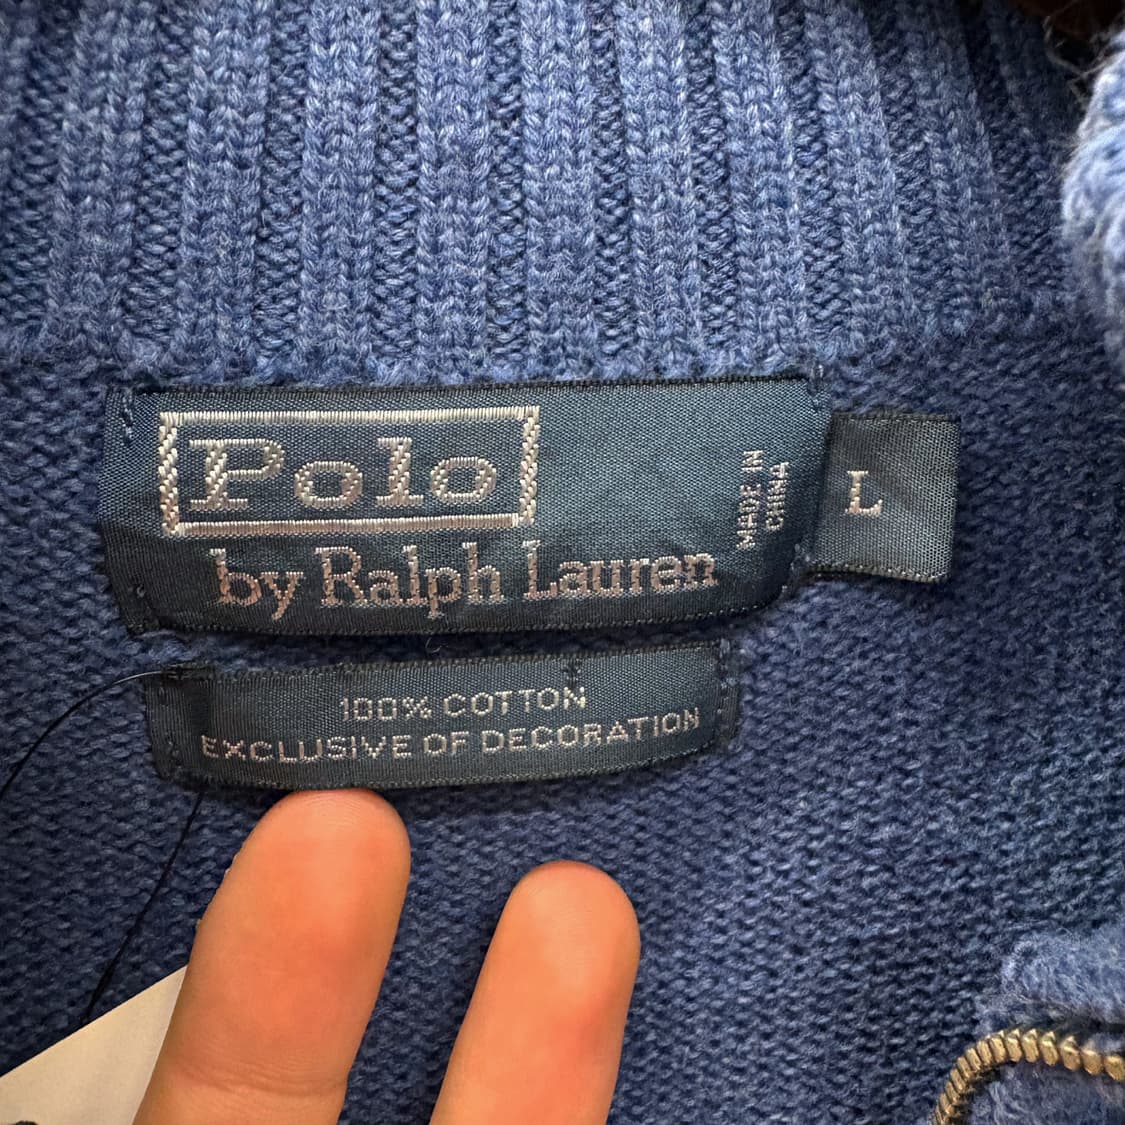 Polo
by Ralph Lauren
MADE IN
CHINA
L
100% COTTON
EXCLUSIVE OF DECORATION